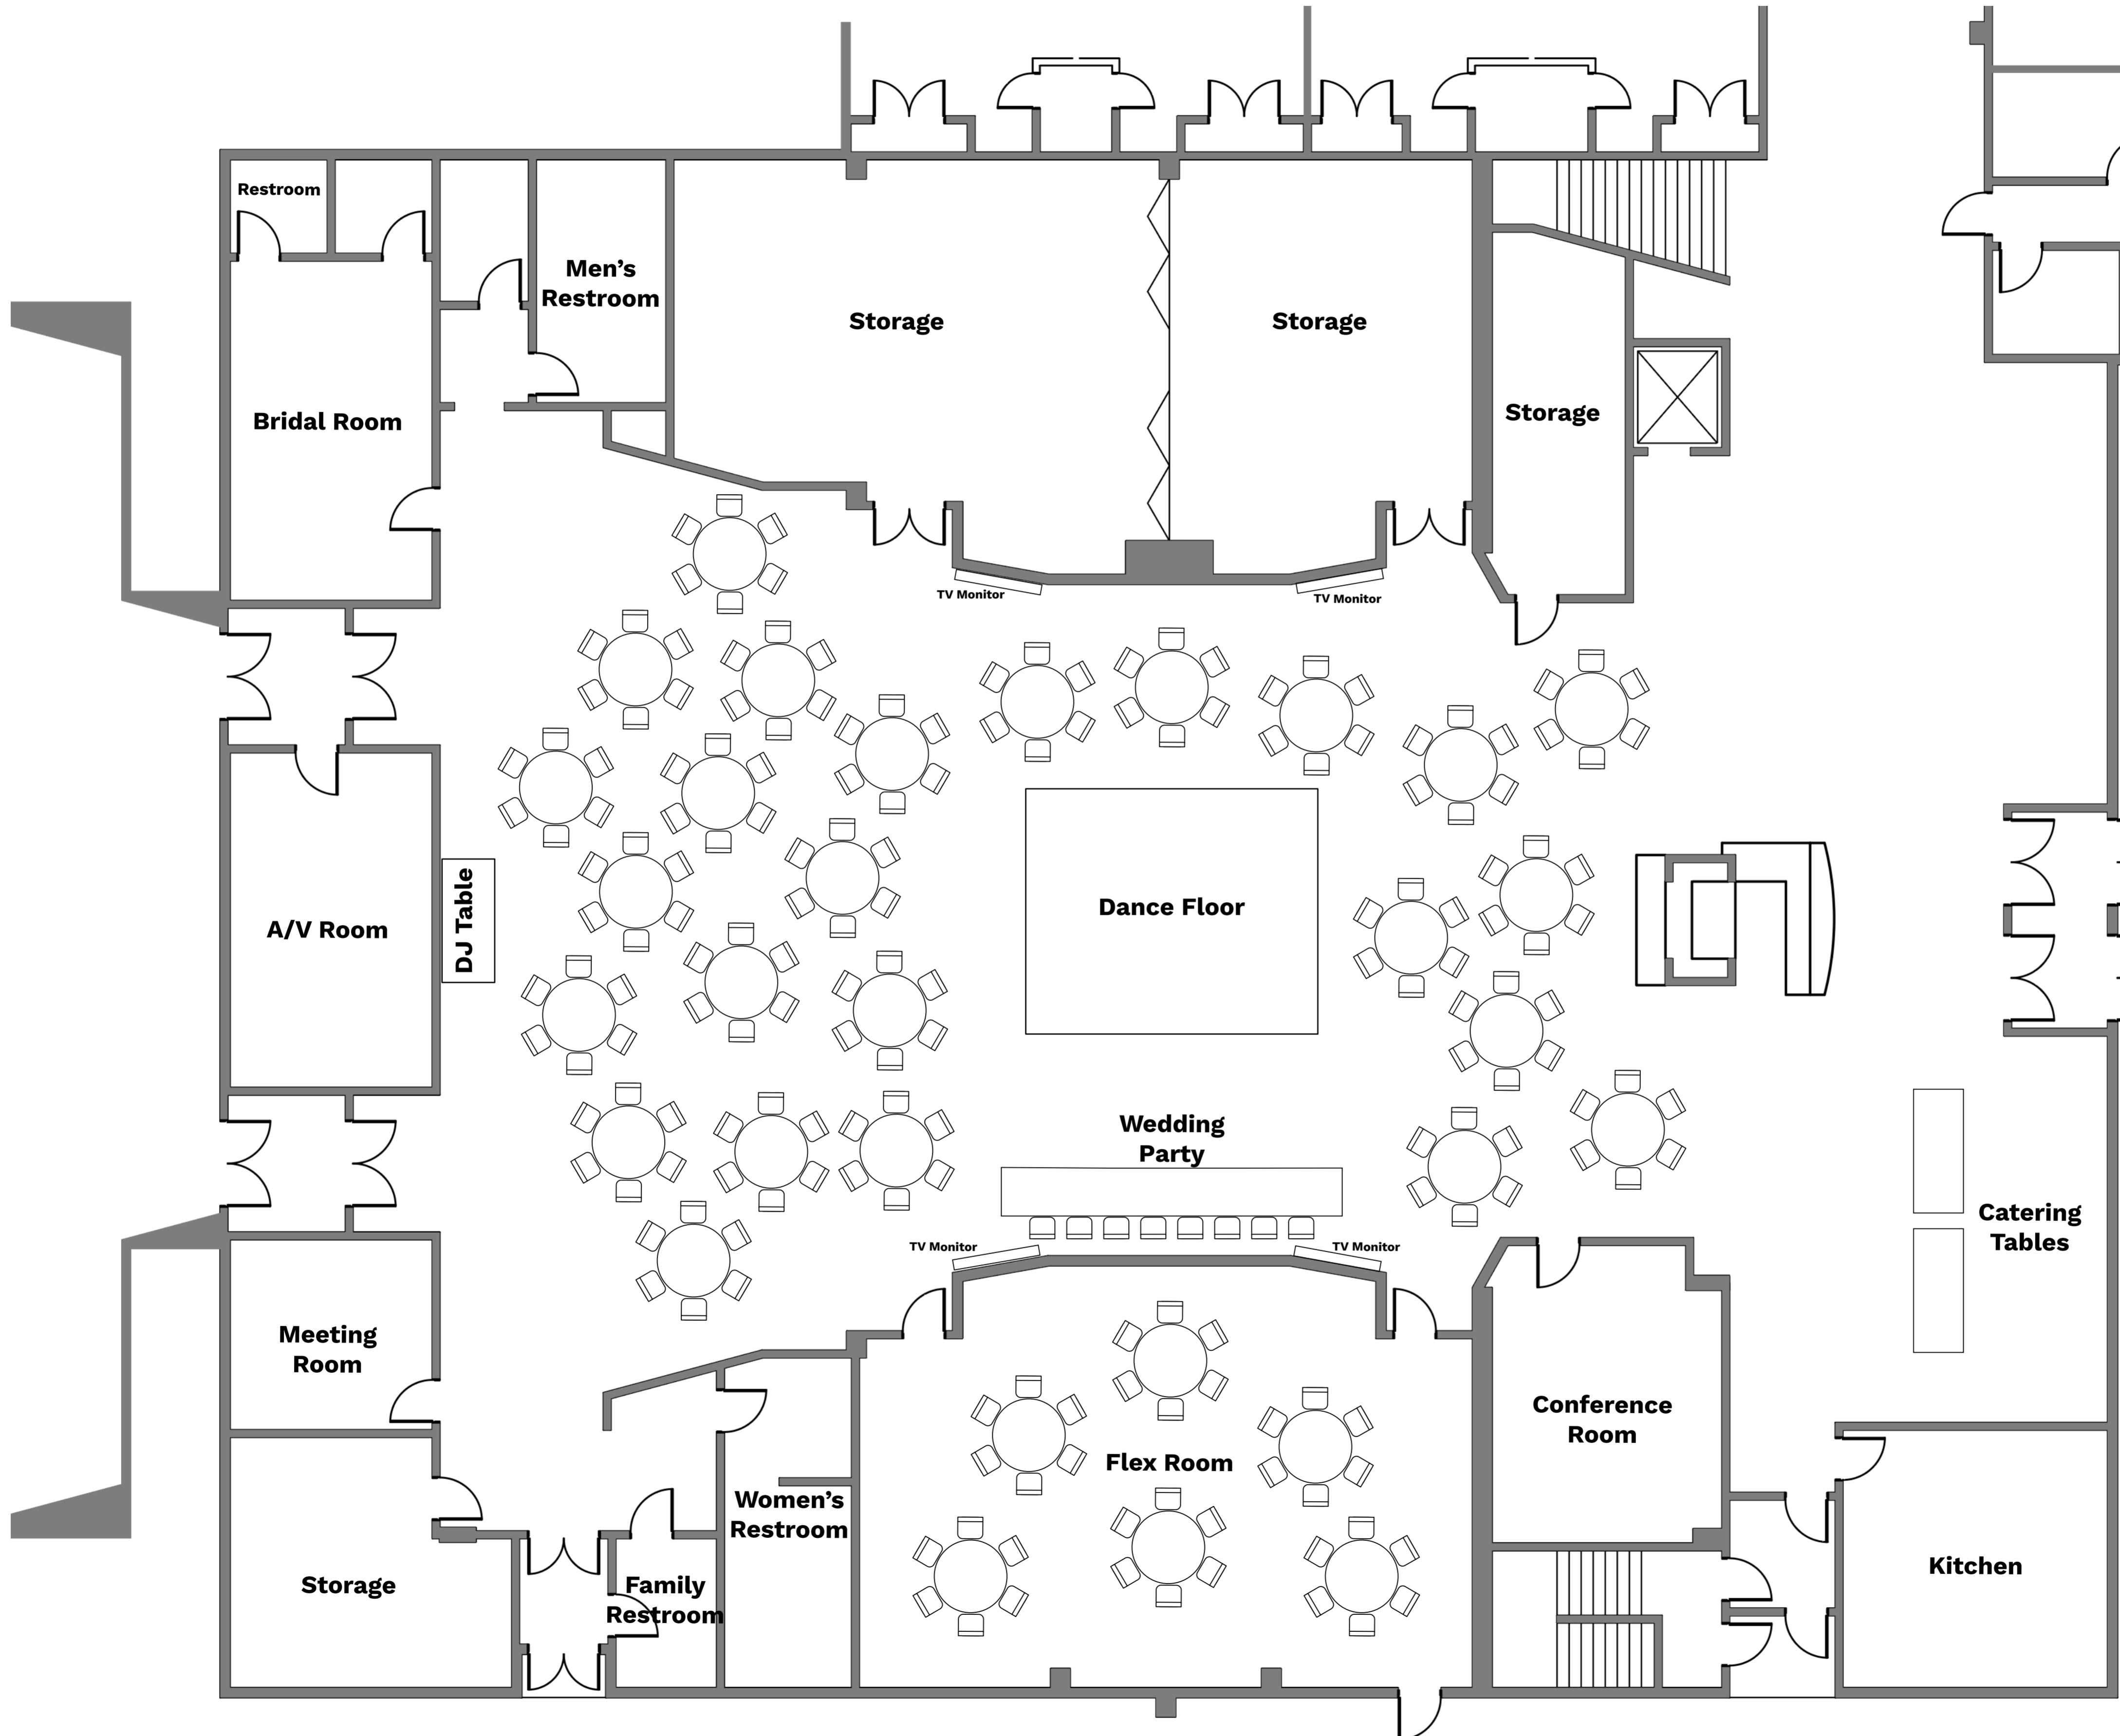 Restroom
Men's
Restroom
Storage
Storage
Storage
Bridal Room
TV Monitor
TV Monitor
A/V Room
DJ Table
Dance Floor
Wedding
Party
Catering
Tables
TV Monitor
TV Monitor
Meeting
Room
Conference
Room
Flex Room
Women's
Restroom
Kitchen
Storage
Family
Restroom